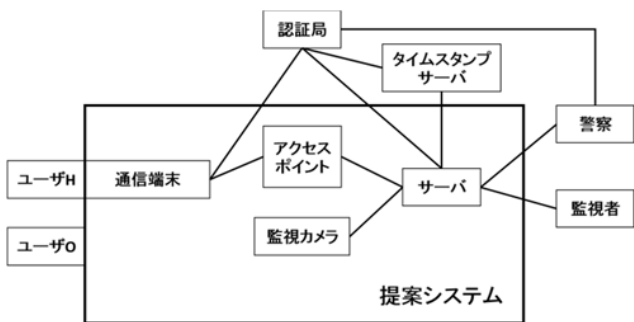 認証局
タイムスタンプ
サーバ
警察
アクセス
ポイント
ユーザH
通信端末
サーバ
監視者
監視カメラ
ユーザO
提案システム